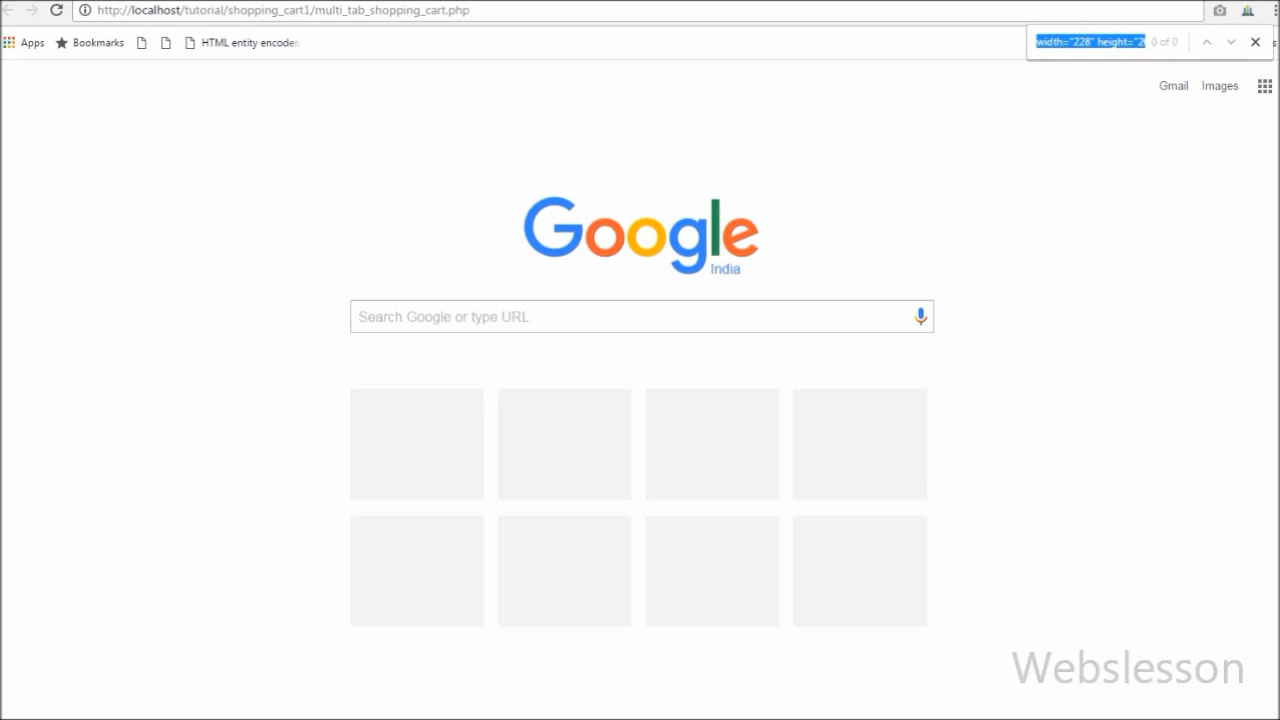 http://localhost/tutorial/shopping_cart1/multi_tab_shopping_cart.php
Apps Bookmarks HTML entity encoder/
width="228" height="2 0 of 0
Gmail Images
Google
India
Search Google or type URL
Webslesson